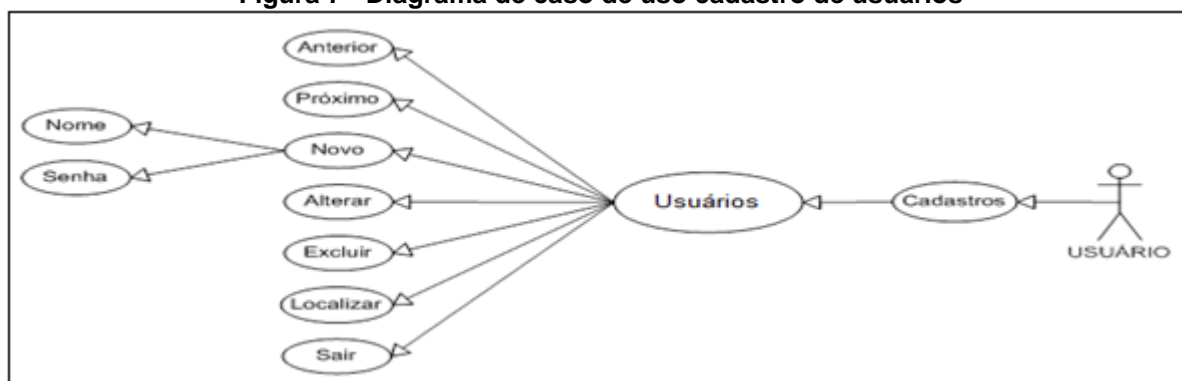 Figura 7 - Diagrama de caso de uso cadastro de usuários
Anterior
Próximo
Nome
Novo
Senha
Alterar
Usuários
Cadastros
Excluir
USUÁRIO
Localizar
Sair